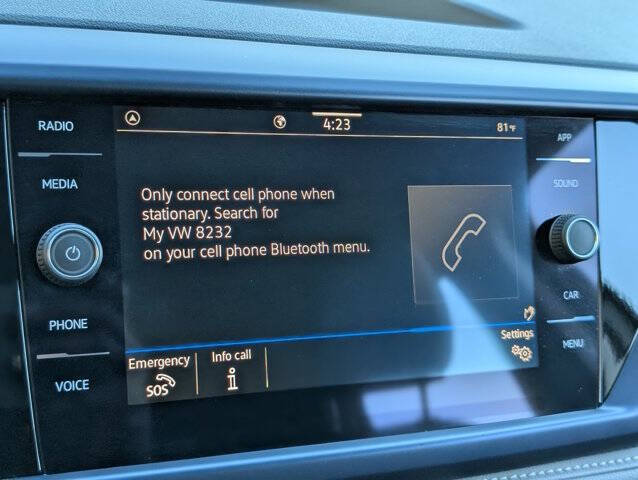 RADIO
MEDIA
PHONE
VOICE
4:23
81°F
Only connect cell phone when
stationary. Search for
My VW 8232
on your cell phone Bluetooth menu.
Settings
Emergency
SOS
Info call
i
APP
SOUND
CAR
MENU